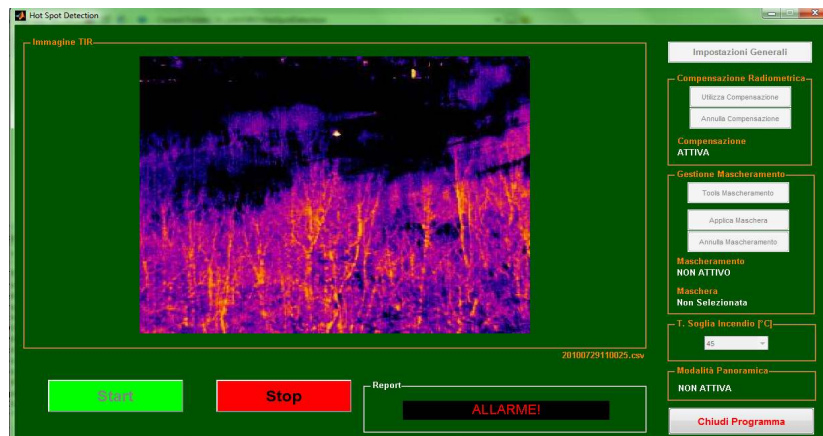 Hot Spot Detection
Immagine TIR
20100729110025.csv
Start
Stop
Report
ALLARME!
Impostazioni Generali
Compensazione Radiometrica
Utilizza Compensazione
Annulla Compensazione
Compensazione
ATTIVA
Gestione Mascheramento
Tools Mascheramento
Applica Maschera
Annulla Mascheramento
Mascheramento
NON ATTIVO
Maschera
Non Selezionata
T. Soglia Incendio [°C]
45
Modalità Panoramica
NON ATTIVA
Chiudi Programma